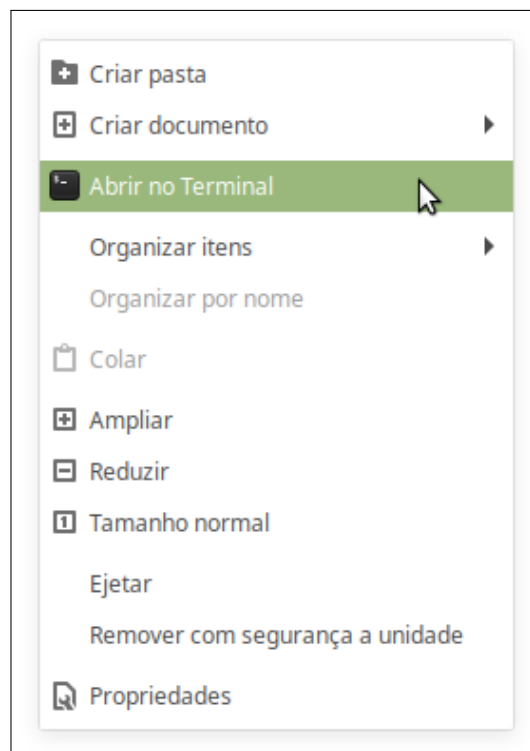 Criar pasta
Criar documento
Abrir no Terminal
Organizar itens
Organizar por nome
Colar
Ampliar
Reduzir
Tamanho normal
Ejetar
Remover com segurança a unidade
Propriedades